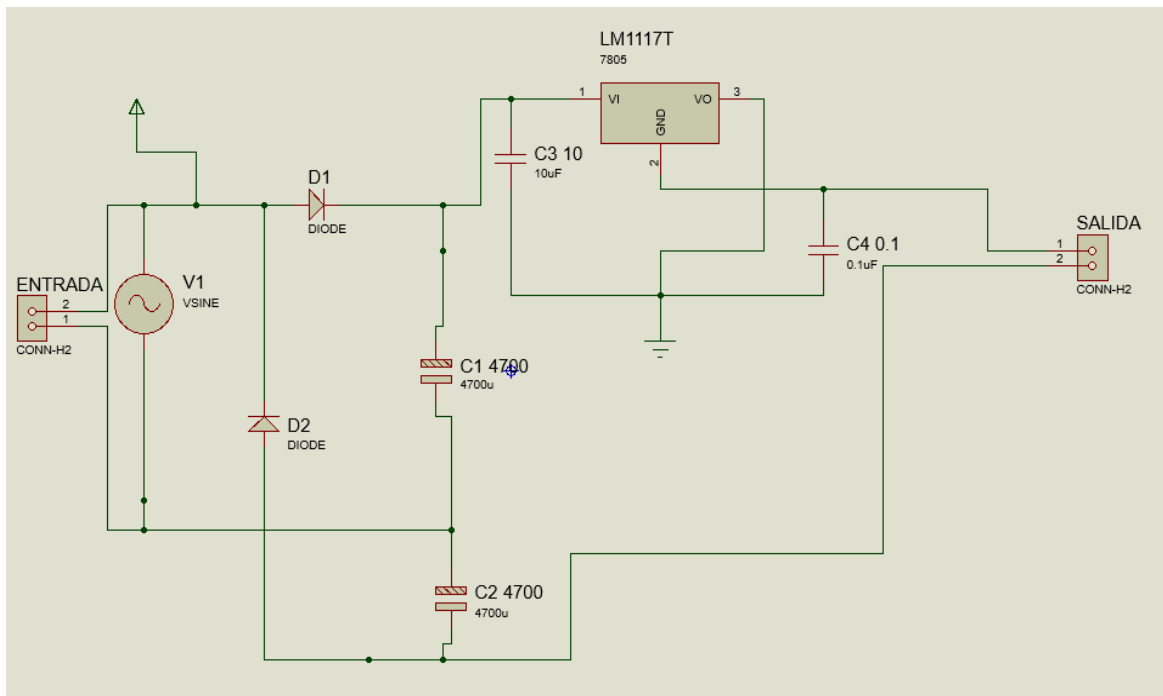 LM1117T
7805
1
VI
VO
3
GND
2
C3 10
10uF
D1
DIODE
C4 0.1
0.1uF
SALIDA
1
2
CONN-H2
ENTRADA
2
1
CONN-H2
V1
VSINE
C1 4700
4700u
D2
DIODE
C2 4700
4700u